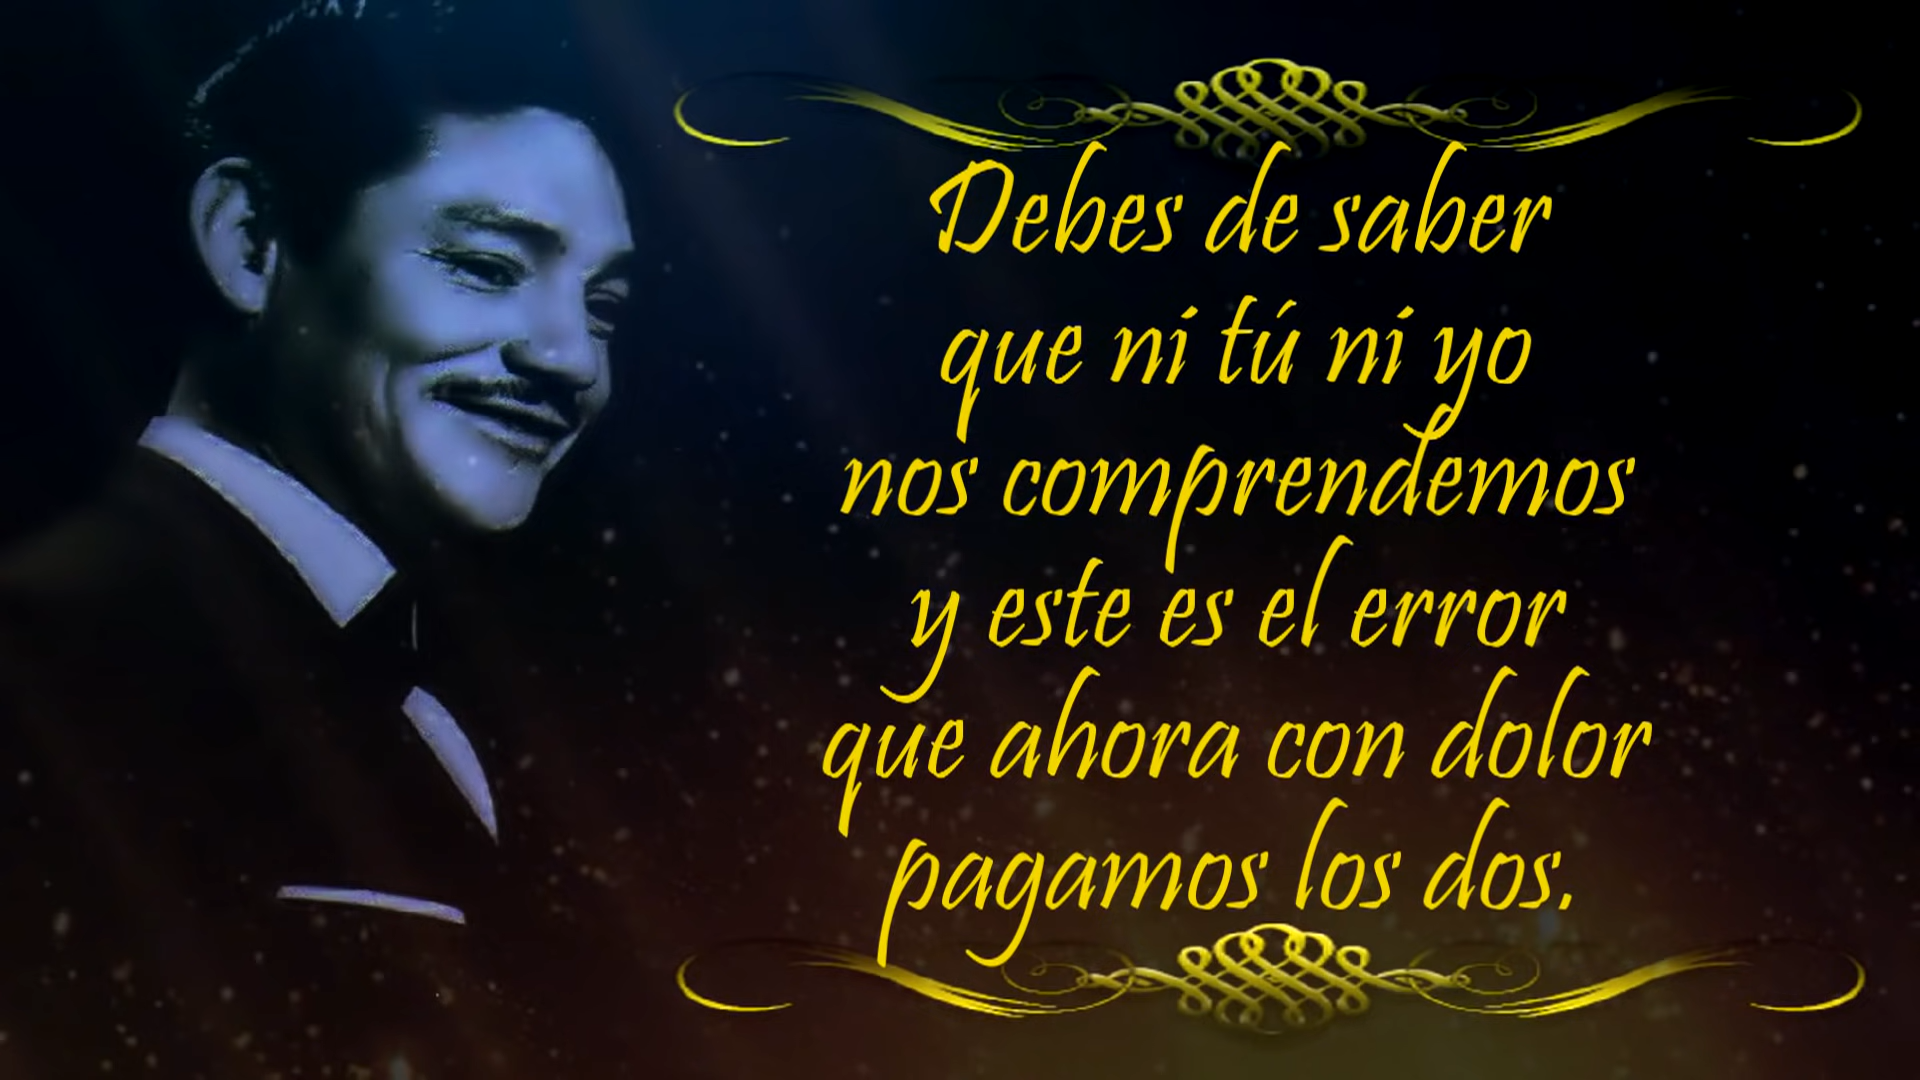 Debes de saber
que ni tú ni yo
nos comprendemos
y este es el error
que ahora con dolor
pagamos los dos.